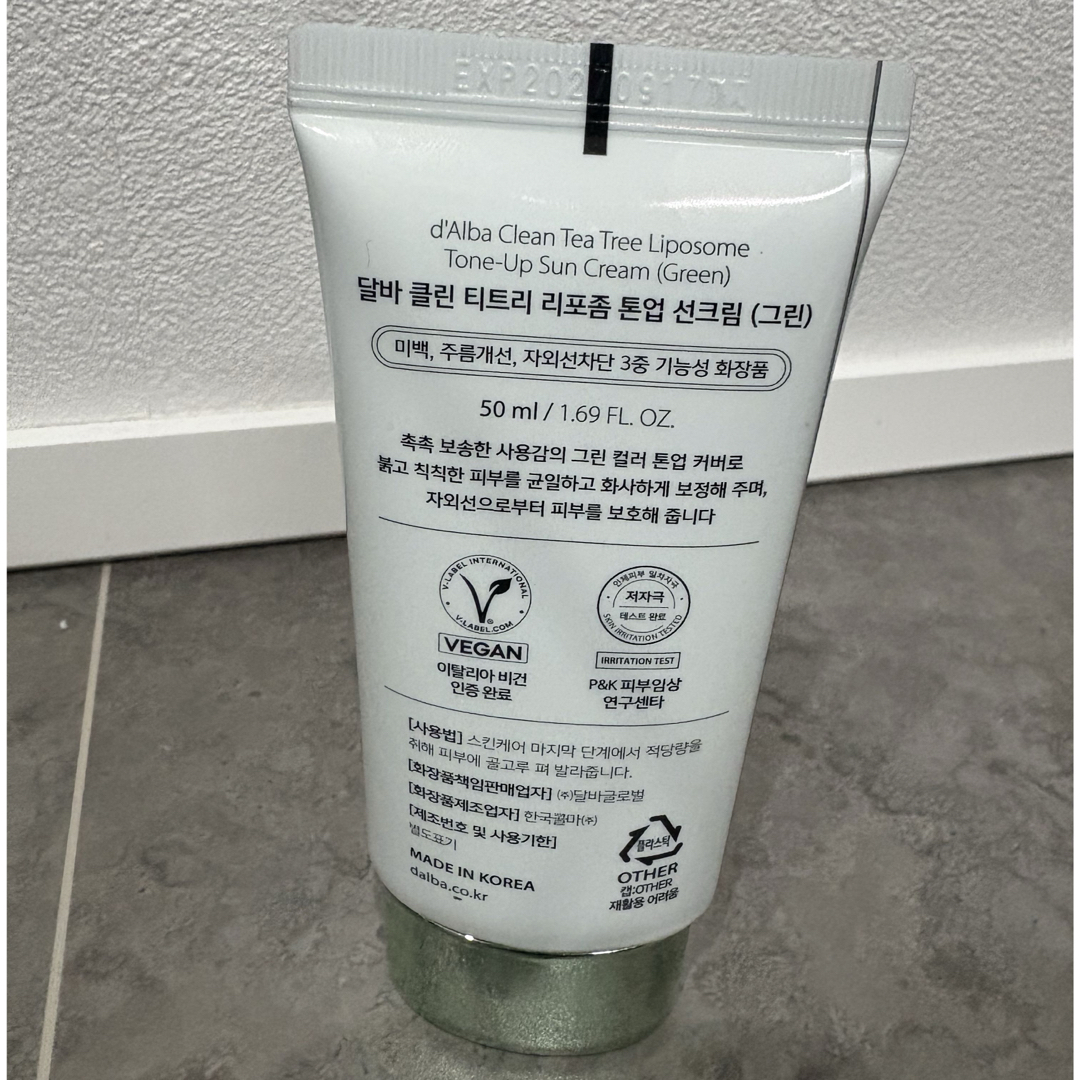 d'Alba Clean Tea Tree Liposome
Tone-Up Sun Cream (Green)
달바 클린 티트리 리포좀 톤업 선크림 (그린)
미백, 주름개선, 자외선차단 3중 기능성 화장품
50 ml / 1.69 FL. OZ.
촉촉 보송한 사용감의 그린 컬러 톤업 커버로
붉고 칙칙한 피부를 균일하고 화사하게 보정해 주며,
자외선으로부터 피부를 보호해 줍니다
V-LABEL INTERNATIONAL
V-LABEL.COM
VEGAN
이탈리아 비건
인증 완료
인체피부 일차자극
저자극
테스트 완료
SKIN IRRITATION TESTED
IRRITATION TEST
P&K 피부임상
연구센타
[사용법] 스킨케어 마지막 단계에서 적당량을
취해 피부에 골고루 펴 발라줍니다.
[화장품책임판매업자] ㈜달바글로벌
[화장품제조업자] 한국콜마㈜
[제조번호 및 사용기한]
별도표기
MADE IN KOREA
dalba.co.kr
플라스틱
OTHER
캡:OTHER
재활용 어려움